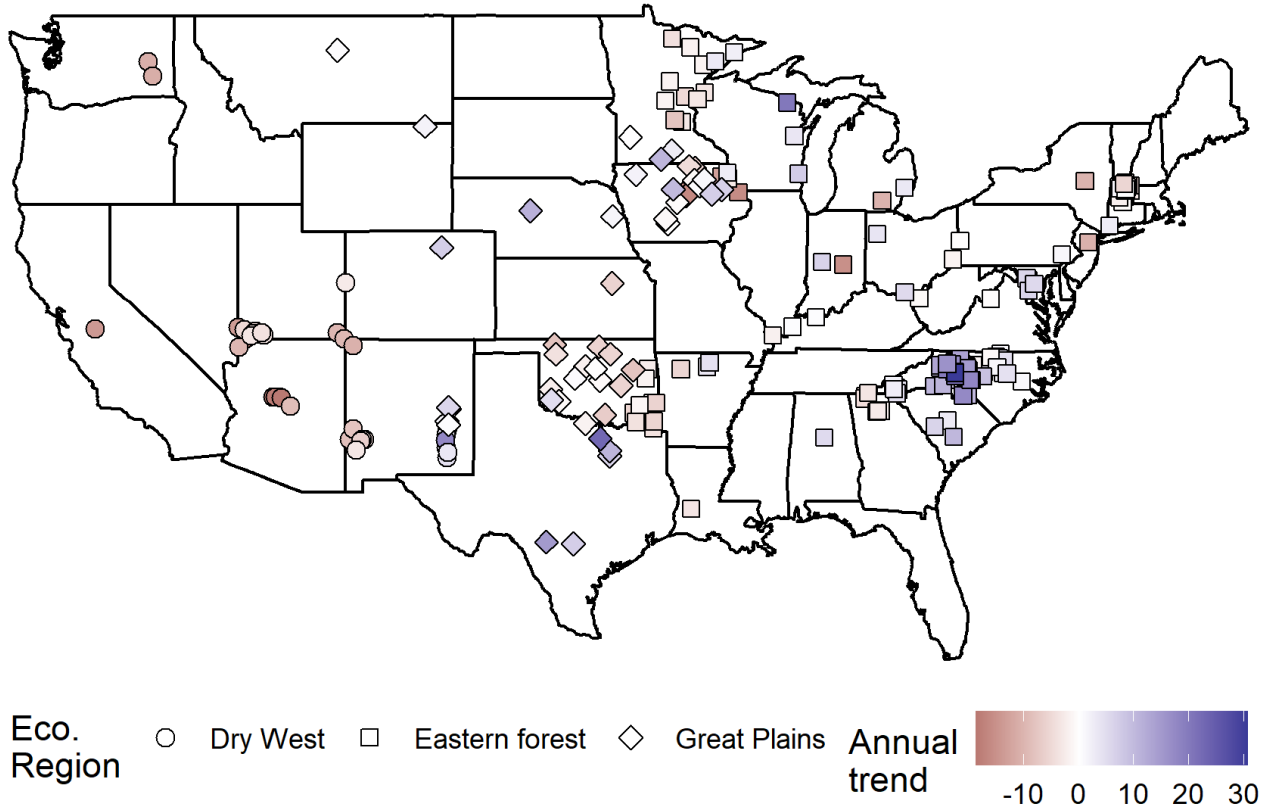 Eco.
Region
Dry West
Eastern forest
Great Plains
Annual
trend
-10 0 10 20 30